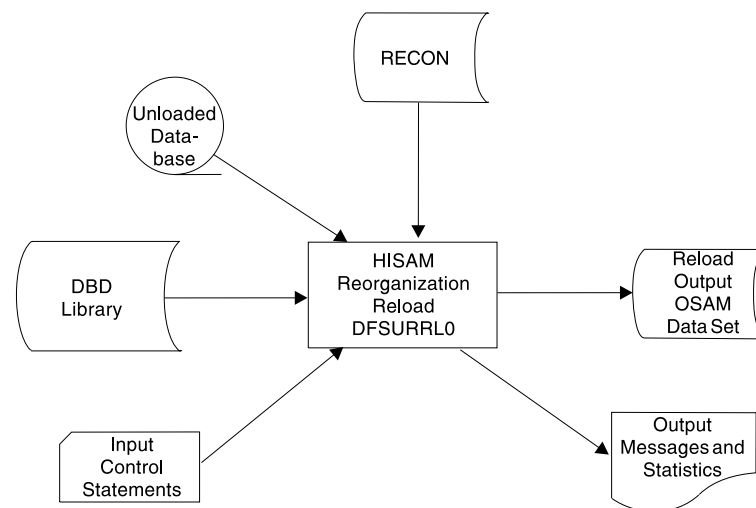 RECON
Unloaded
Data-
base
HISAM
Reorganization
Reload
DFSURRL0
DBD
Library
Reload
Output
OSAM
Data Set
Input
Control
Statements
Output
Messages and
Statistics